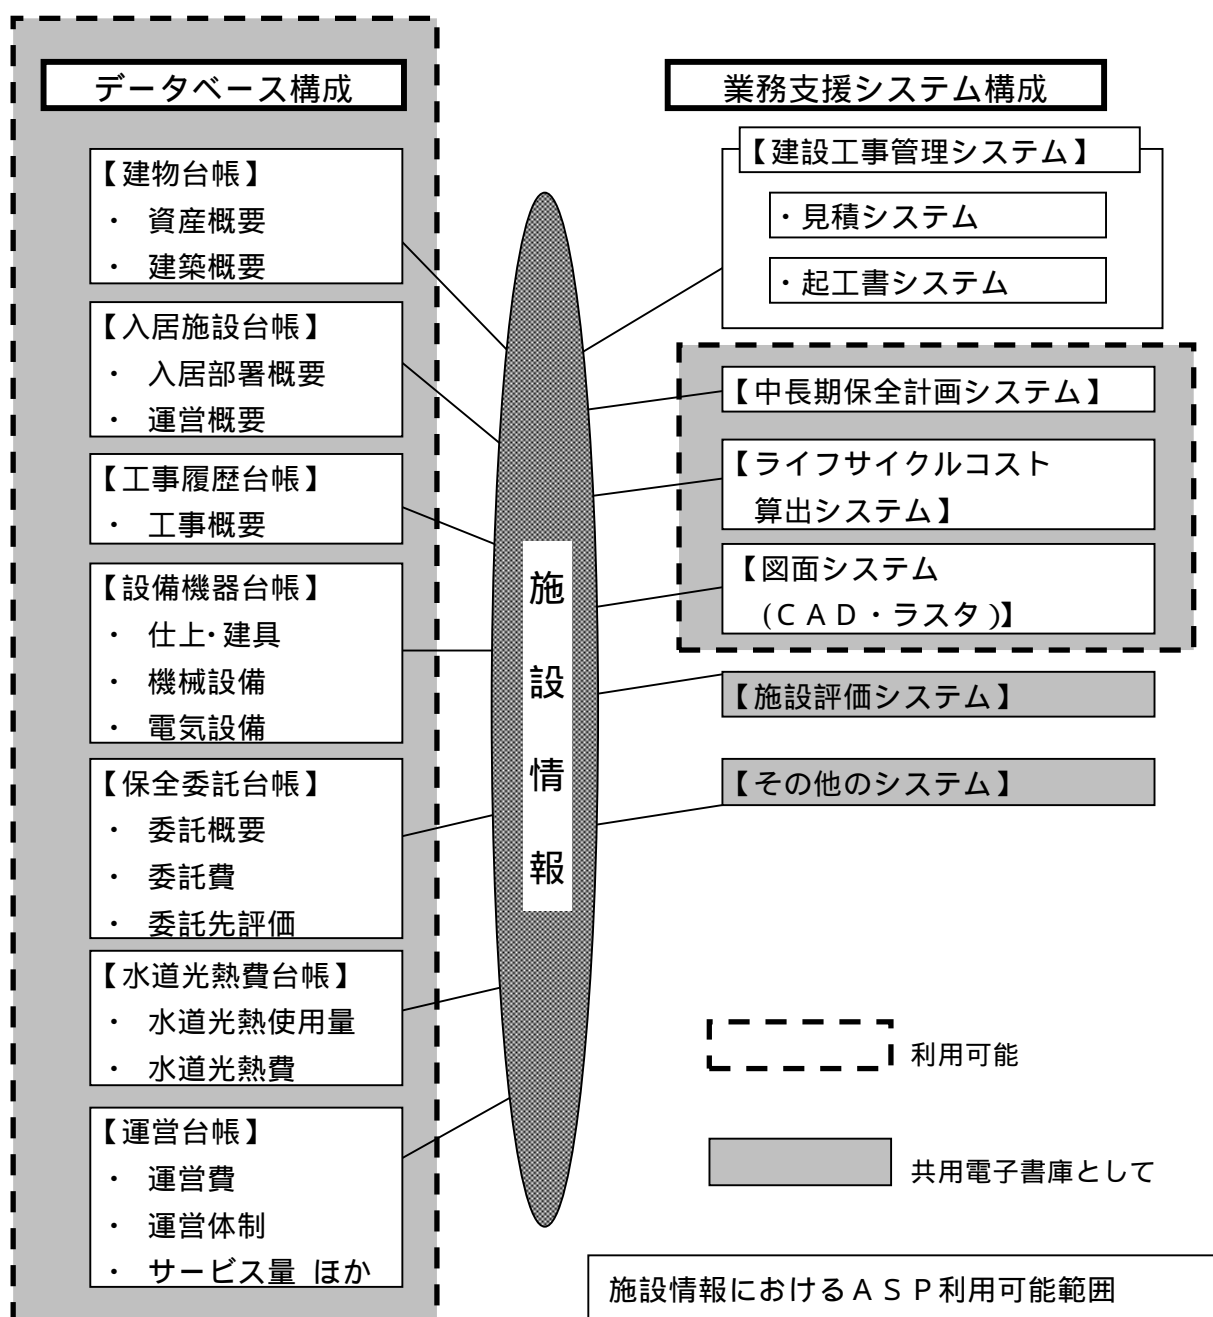 データベース構成
【建物台帳】
・ 資産概要
・ 建築概要
【入居施設台帳】
・ 入居部署概要
・ 運営概要
【工事履歴台帳】
・ 工事概要
【設備機器台帳】
・ 仕上・建具
・ 機械設備
・ 電気設備
【保全委託台帳】
・ 委託概要
・ 委託費
・ 委託先評価
【水道光熱費台帳】
・ 水道光熱使用量
・ 水道光熱費
【運営台帳】
・ 運営費
・ 運営体制
・ サービス量 ほか
施
設
情
報
業務支援システム構成
【建設工事管理システム】
・見積システム
・起工書システム
【中長期保全計画システム】
【ライフサイクルコスト
算出システム】
【図面システム
(ＣＡＤ・ラスタ)】
【施設評価システム】
【その他のシステム】
利用可能
共用電子書庫として
施設情報におけるＡＳＰ利用可能範囲